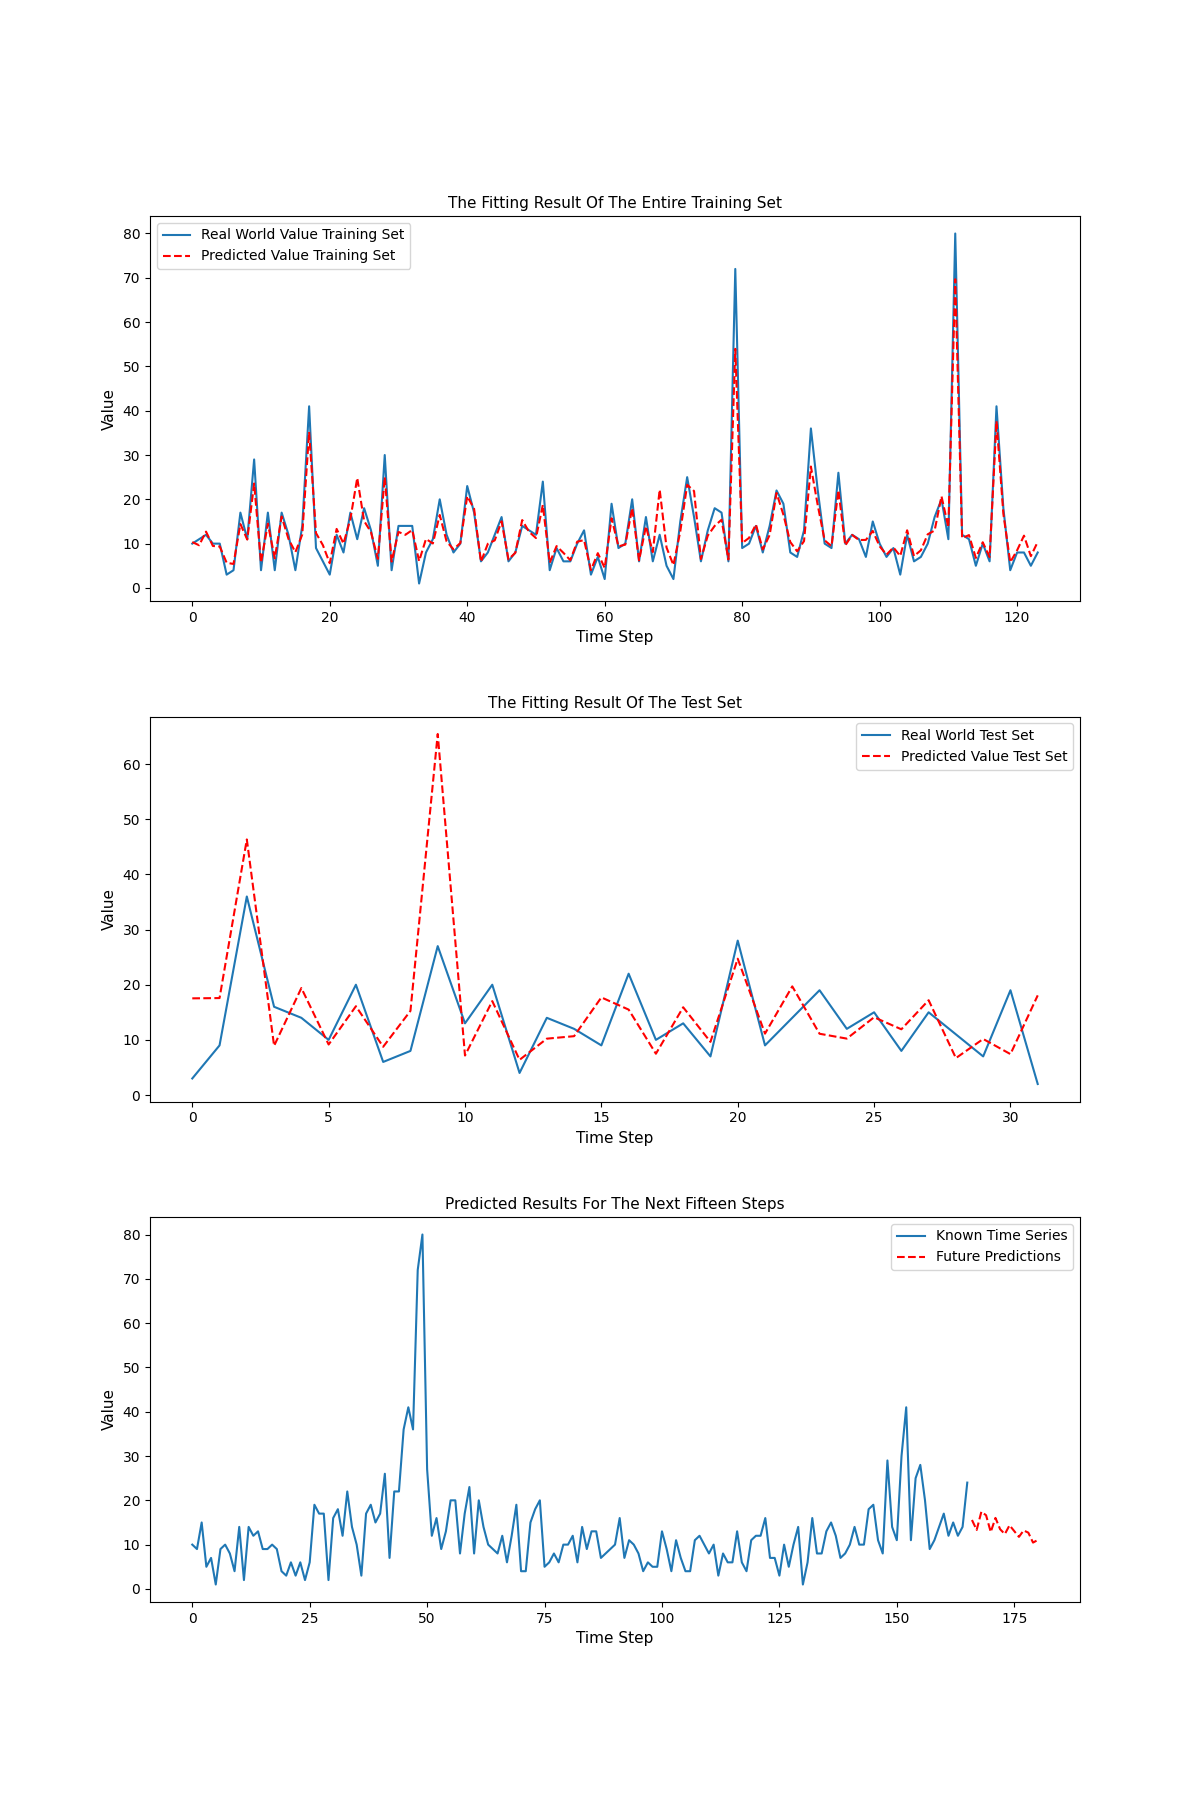 The Fitting Result Of The Entire Training Set
Real World Value Training Set
Predicted Value Training Set
Value
80
70
60
50
40
30
20
10
0
0 20 40 60 80 100 120
Time Step
The Fitting Result Of The Test Set
Real World Test Set
Predicted Value Test Set
Value
60
50
40
30
20
10
0
0 5 10 15 20 25 30
Time Step
Predicted Results For The Next Fifteen Steps
Known Time Series
Future Predictions
Value
80
70
60
50
40
30
20
10
0
0 25 50 75 100 125 150 175
Time Step